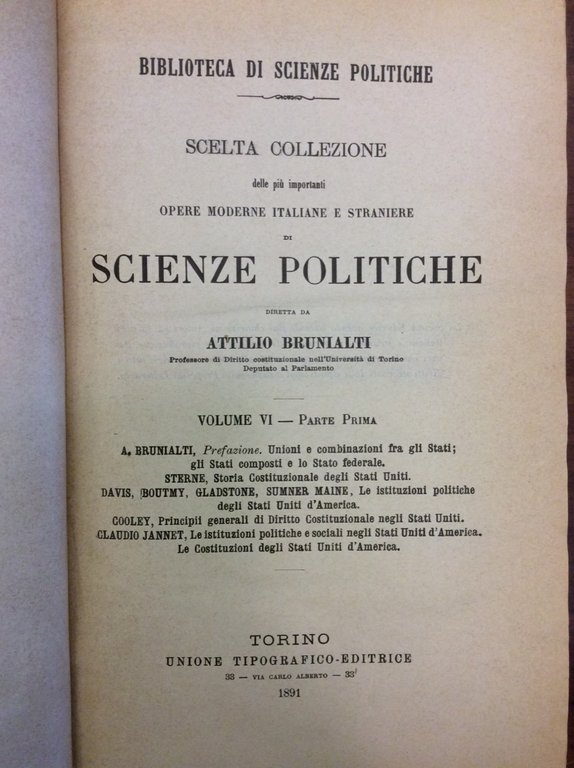 BIBLIOTECA DI SCIENZE POLITICHE
SCELTA COLLEZIONE
delle più importanti
OPERE MODERNE ITALIANE E STRANIERE
DI
SCIENZE POLITICHE
DIRETTA DA
ATTILIO BRUNIALTI
Professore di Diritto costituzionale nell'Università di Torino
Deputato al Parlamento
VOLUME VI — PARTE PRIMA
A. BRUNIALTI, Prefazione. Unioni e combinazioni fra gli Stati;
gli Stati composti e lo Stato federale.
STERNE, Storia Costituzionale degli Stati Uniti.
DAVIS, BOUTMY, GLADSTONE, SUMNER MAINE, Le istituzioni politiche
degli Stati Uniti d'America.
COOLEY, Principii generali di Diritto Costituzionale negli Stati Uniti.
CLAUDIO JANNET, Le istituzioni politiche e sociali negli Stati Uniti d'America.
Le Costituzioni degli Stati Uniti d'America.
TORINO
UNIONE TIPOGRAFICO-EDITRICE
33 — VIA CARLO ALBERTO — 33
1891